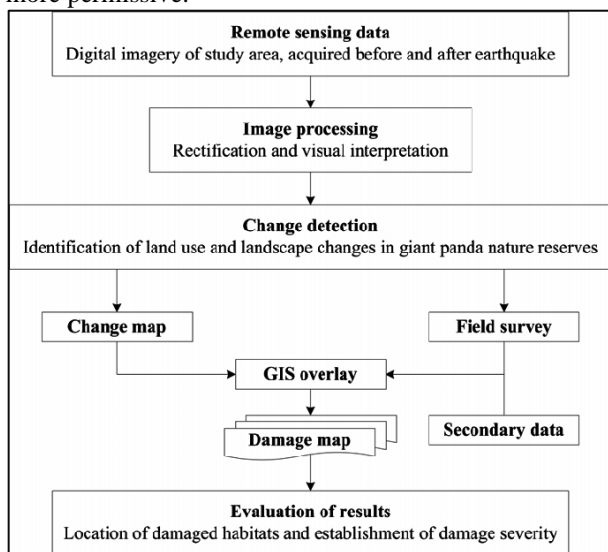 more permissive.
Remote sensing data
Digital imagery of study area, acquired before and after earthquake
Image processing
Rectification and visual interpretation
Change detection
Identification of land use and landscape changes in giant panda nature reserves
Change map
Field survey
GIS overlay
Damage map
Secondary data
Evaluation of results
Location of damaged habitats and establishment of damage severity